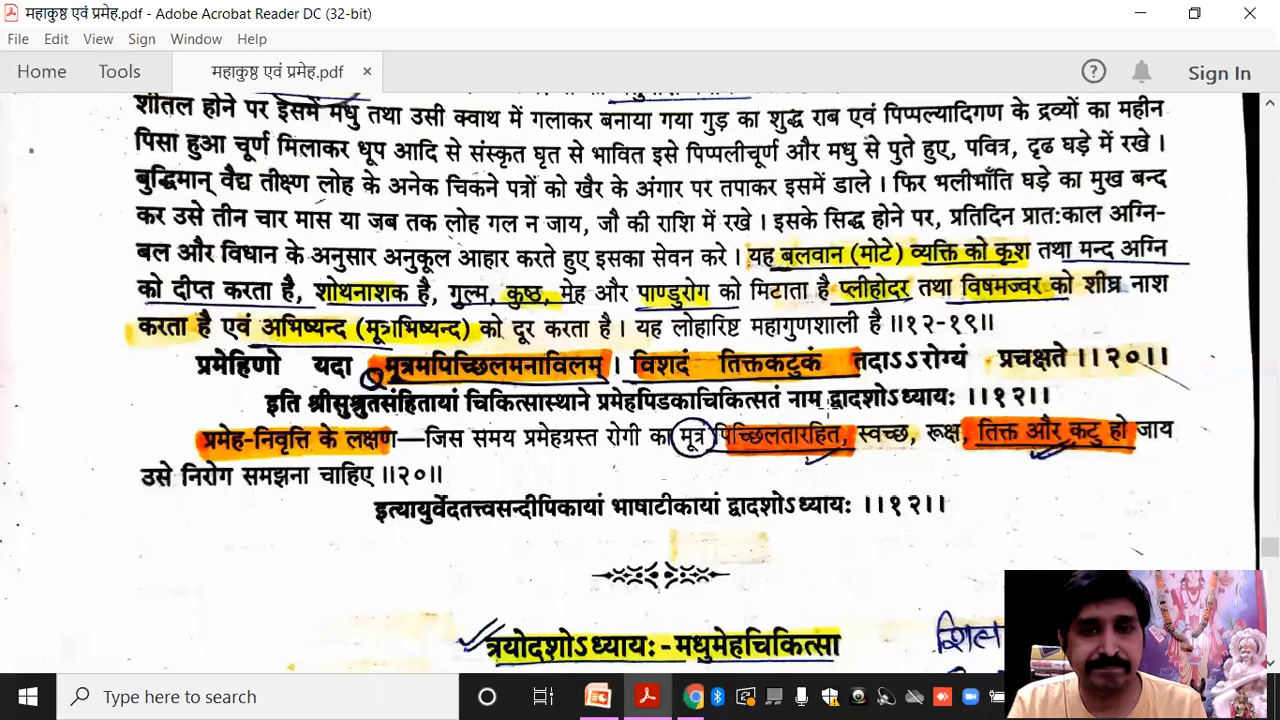 महाकुष्ठ एवं प्रमेह.pdf - Adobe Acrobat Reader DC (32-bit)
File Edit View Sign Window Help
Home Tools महाकुष्ठ एवं प्रमेह.pdf × Sign In
शीतल होने पर इसमें मधु तथा उसी क्वाथ में गलाकर बनाया गया गुड़ का शुद्ध राब एवं पिप्पल्यादिगण के द्रव्यों का महीन
पिसा हुआ चूर्ण मिलाकर धूप आदि से संस्कृत घृत से भावित इसे पिप्पलीचूर्ण और मधु से पुते हुए, पवित्र, दृढ घड़े में रखे।
बुद्धिमान् वैद्य तीक्ष्ण लोह के अनेक चिकने पत्रों को खैर के अंगार पर तपाकर इसमें डाले। फिर भलीभाँति घड़े का मुख बन्द
कर उसे तीन चार मास या जब तक लोह गल न जाय, जौ की राशि में रखे। इसके सिद्ध होने पर, प्रतिदिन प्रात:काल अग्नि-
बल और विधान के अनुसार अनुकूल आहार करते हुए इसका सेवन करे। यह बलवान (मोटे) व्यक्ति को कृश तथा मन्द अग्नि
को दीप्त करता है, शोथनाशक है, गुल्म, कुष्ठ, मेह और पाण्डुरोग को मिटाता है प्लीहोदर तथा विषमज्वर को शीघ्र नाश
करता है एवं अभिष्यन्द (मूत्राभिष्यन्द) को दूर करता है। यह लोहारिष्ट महागुणशाली है॥१२-१९॥
प्रमेहिणो यदा मूत्रमपिच्छिलमनाविलम्। विशदं तिक्तकटुकं तदाऽऽरोग्यं प्रचक्षते॥२०॥
इति श्रीसुश्रुतसंहितायां चिकित्सास्थाने प्रमेहपिडकाचिकित्सतं नाम द्वादशोऽध्यायः॥१२॥
प्रमेह-निवृत्ति के लक्षण—जिस समय प्रमेहग्रस्त रोगी का मूत्र पिच्छिलतारहित, स्वच्छ, रूक्ष, तिक्त और कटु हो जाय
उसे निरोग समझना चाहिए॥२०॥
इत्यायुर्वेदतत्त्वसन्दीपिकायां भाषाटीकायां द्वादशोऽध्यायः॥१२॥
त्रयोदशोऽध्यायः-मधुमेहचिकित्सा
Type here to search